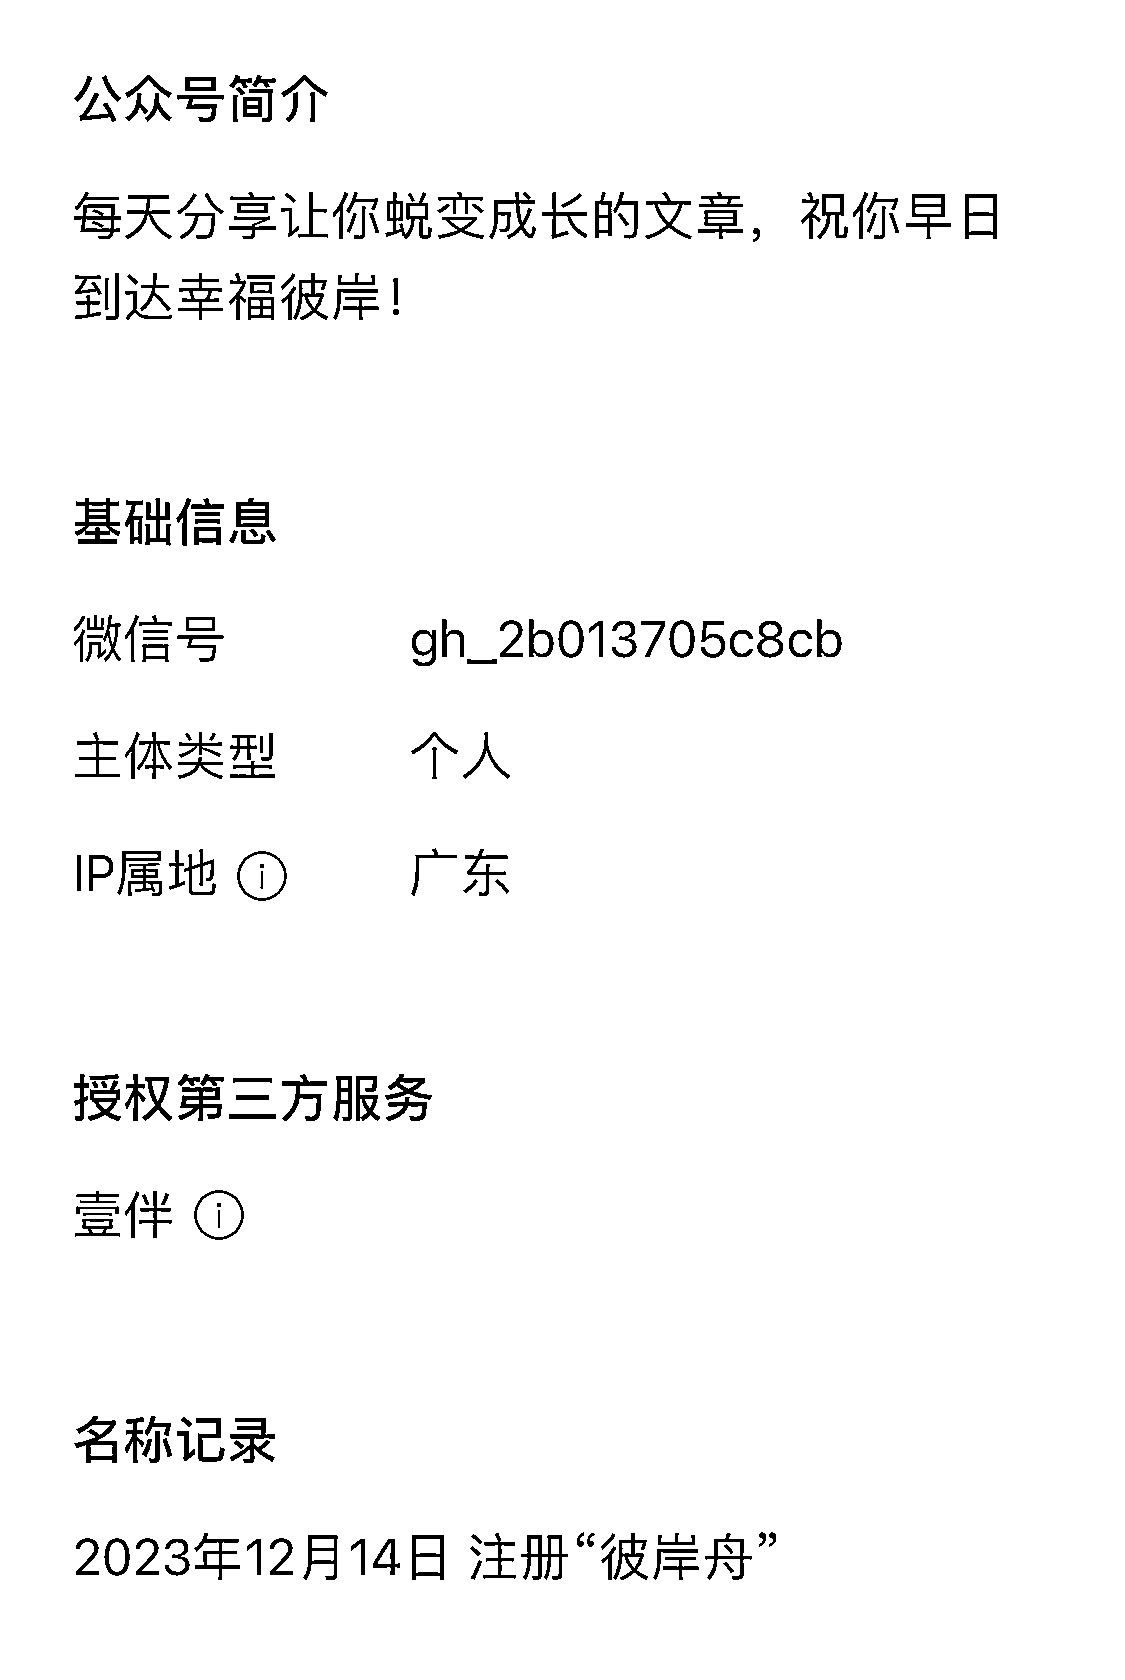 公众号简介
每天分享让你蜕变成长的文章，祝你早日
到达幸福彼岸！
基础信息
微信号 gh_2b013705c8cb
主体类型 个人
IP属地 ⓘ 广东
授权第三方服务
壹伴 ⓘ
名称记录
2023年12月14日 注册“彼岸舟”